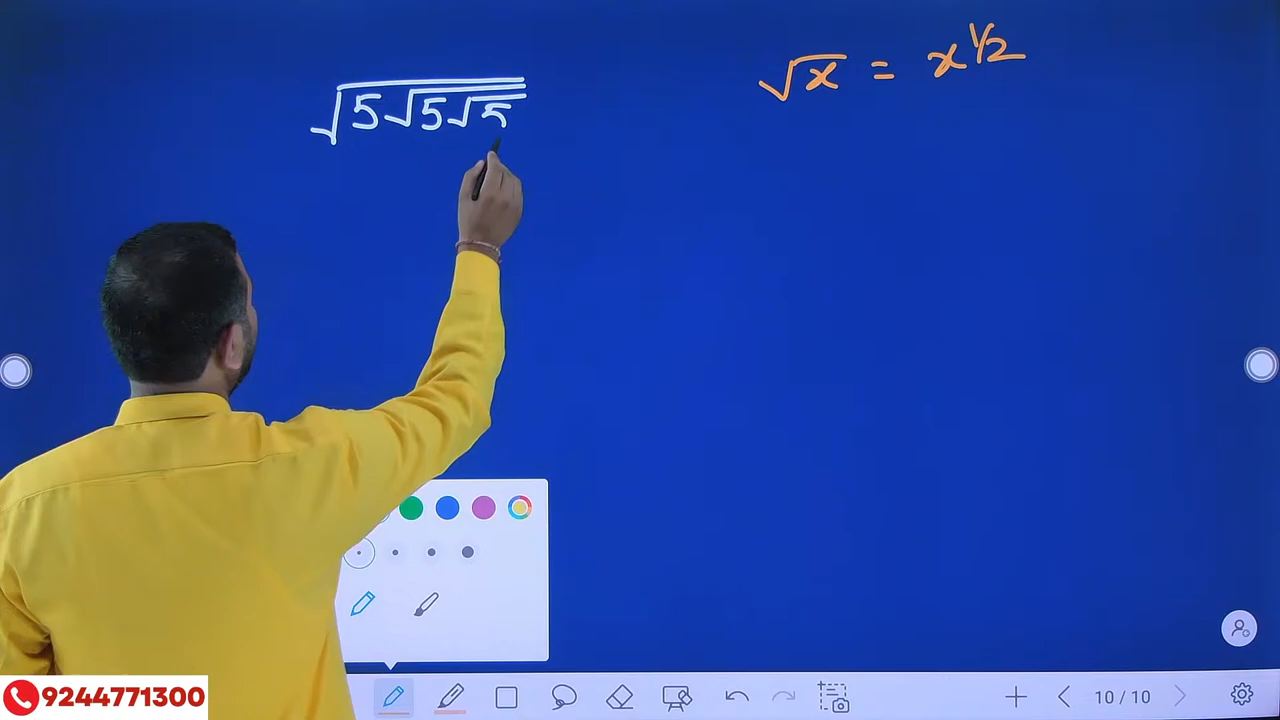 √x = x^1/2
√5√5√5
9244771300
10/10